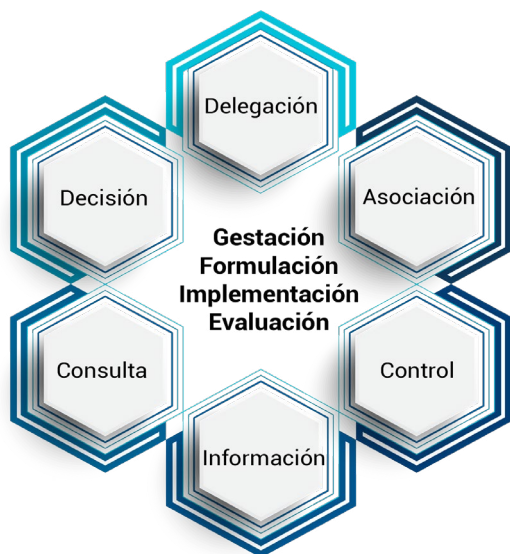 Delegación
Decisión
Asociación
Gestación
Formulación
Implementación
Evaluación
Consulta
Control
Información